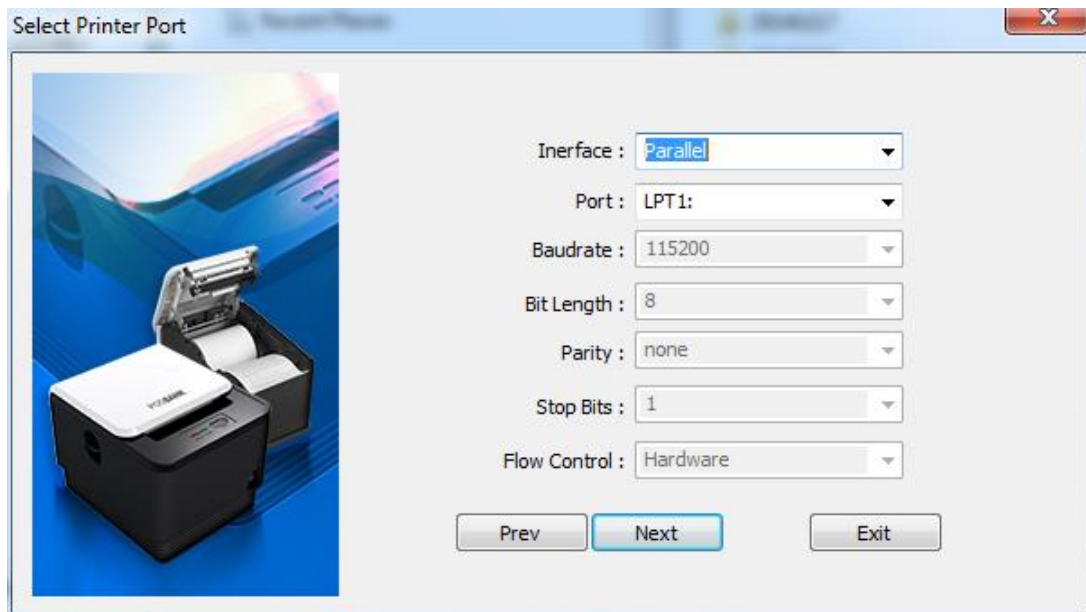 Select Printer Port
Inerface : Parallel
Port : LPT1:
Baudrate : 115200
Bit Length : 8
Parity : none
Stop Bits : 1
Flow Control : Hardware
POSBANK
Prev Next Exit